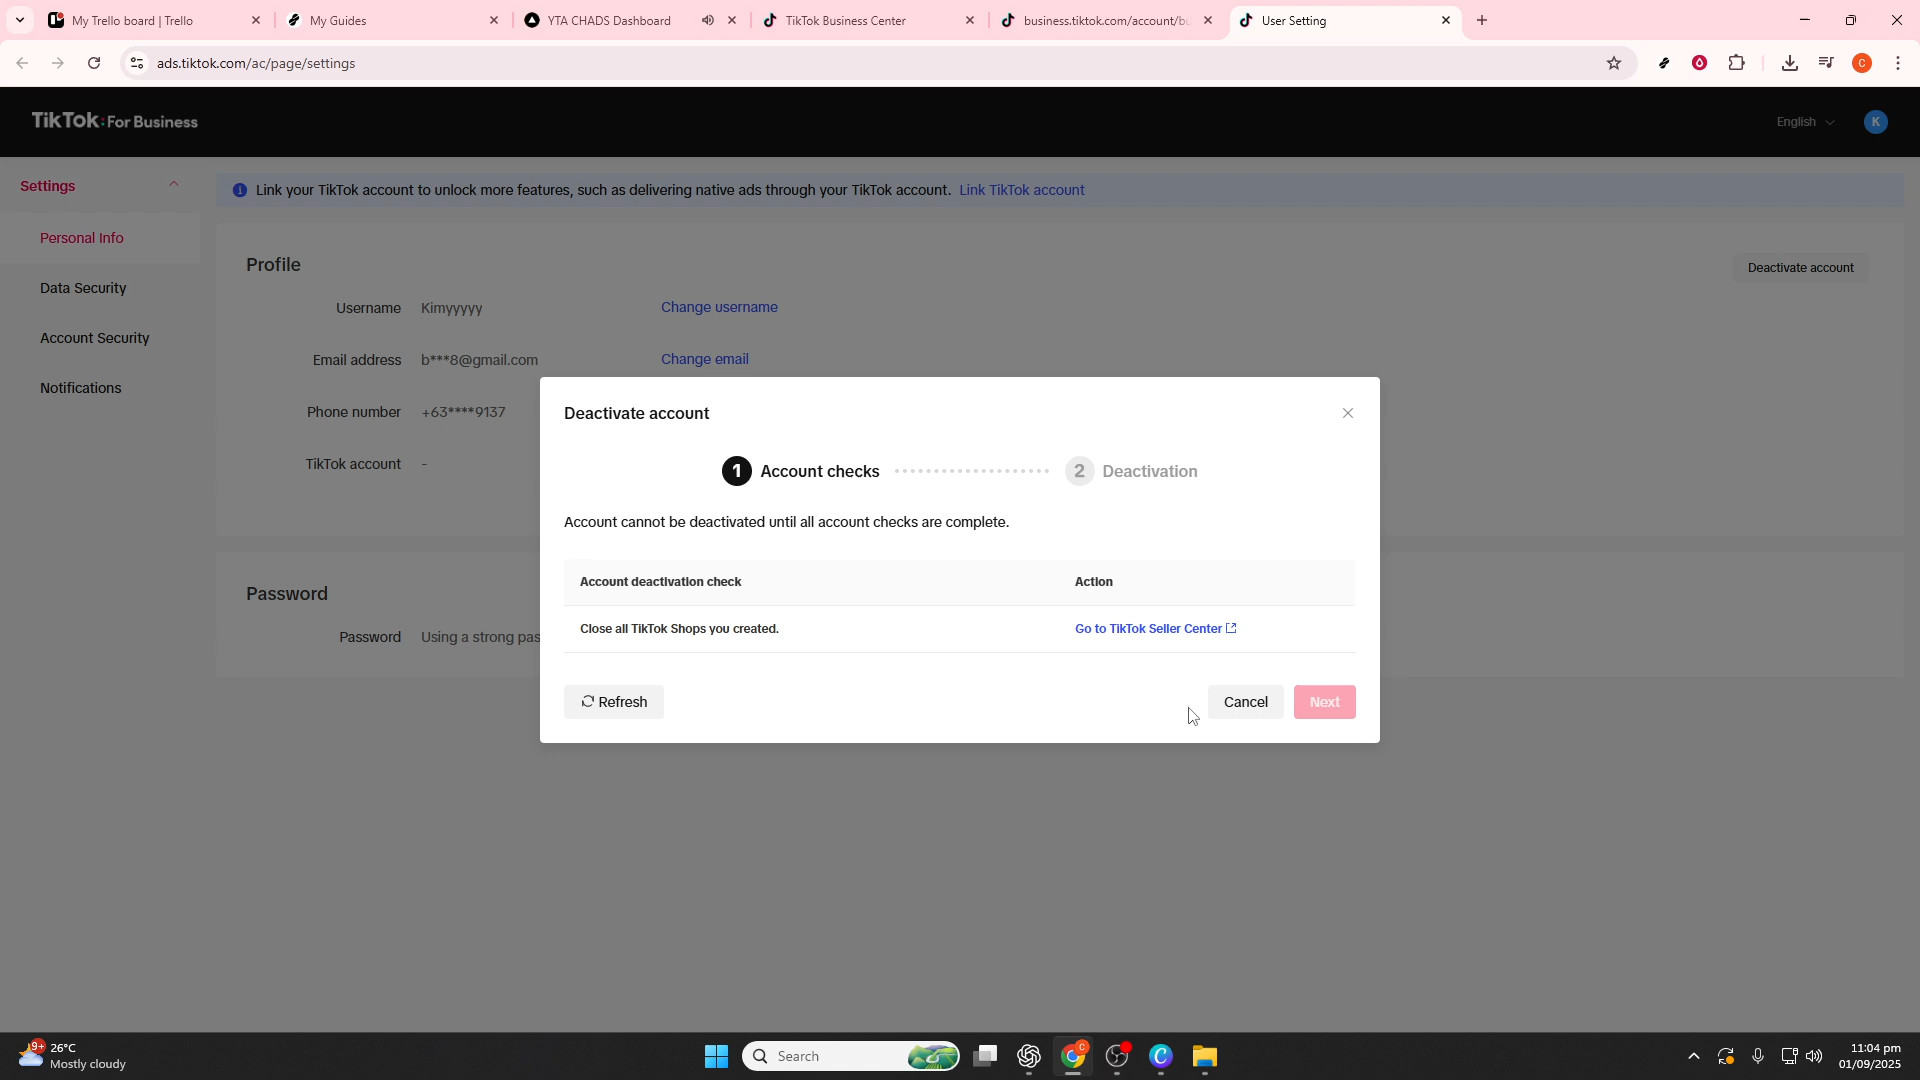 My Trello board | Trello
My Guides
YTA CHADS Dashboard
TikTok Business Center
business.tiktok.com/account/bu
User Setting
ads.tiktok.com/ac/page/settings
C
TikTok: For Business
English
K
Settings
Personal Info
Data Security
Account Security
Notifications
Link your TikTok account to unlock more features, such as delivering native ads through your TikTok account. Link TikTok account
Profile
Deactivate account
Username Kimyyyyy Change username
Email address b***8@gmail.com Change email
Phone number +63****9137
TikTok account -
Password
Password Using a strong pas
Deactivate account
1 Account checks
2 Deactivation
Account cannot be deactivated until all account checks are complete.
Account deactivation check Action
Close all TikTok Shops you created. Go to TikTok Seller Center
Refresh
Cancel
Next
9+
26°C
Mostly cloudy
Search
C
11:04 pm
01/09/2025